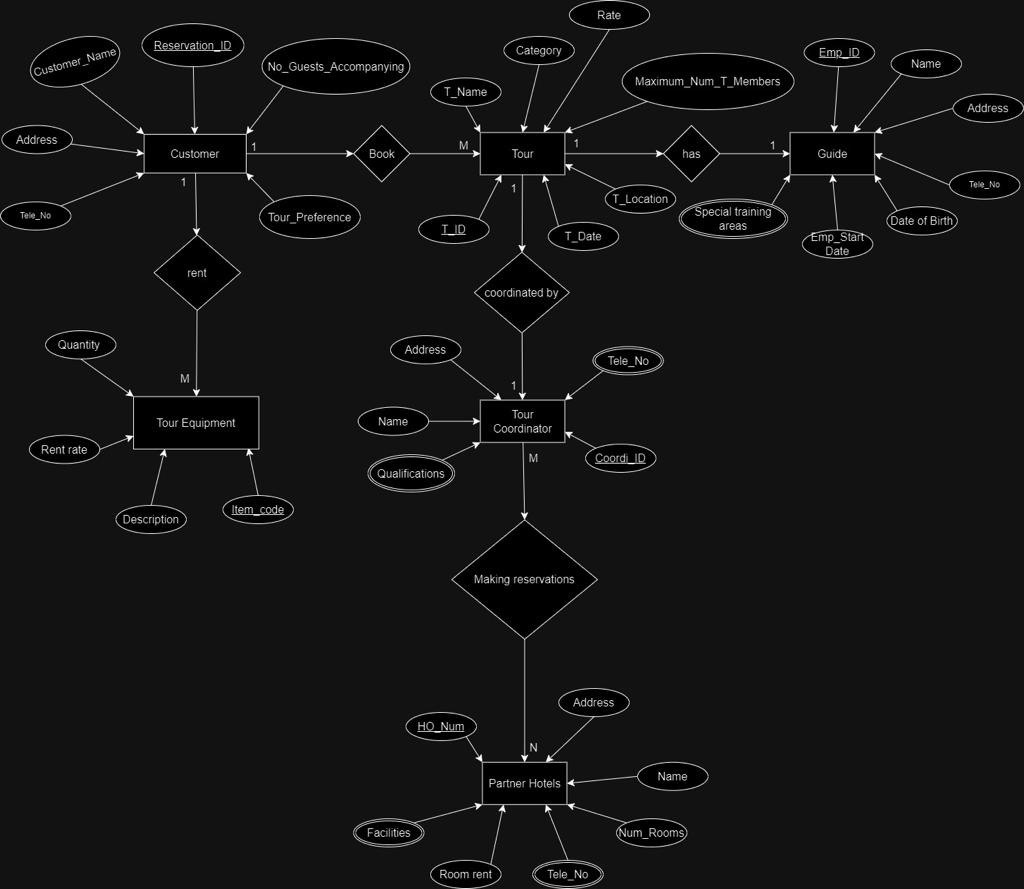 Rate
Customer_Name
Reservation_ID
No_Guests_Accompanying
Category
Emp_ID
Name
T_Name
Maximum_Num_T_Members
Address
Address
Customer
1
Book
M
Tour
1
has
1
Guide
1
1
Tele_No
Tour_Preference
T_ID
T_Date
T_Location
Tele_No
Special training
areas
Emp_Start
Date
Date of Birth
rent
coordinated by
Quantity
Address
Tele_No
M
1
Tour Equipment
Name
Tour
Coordinator
Rent rate
Qualifications
Coordi_ID
M
Description
Item_code
Making reservations
Address
HO_Num
N
Partner Hotels
Name
Facilities
Num_Rooms
Room rent
Tele_No